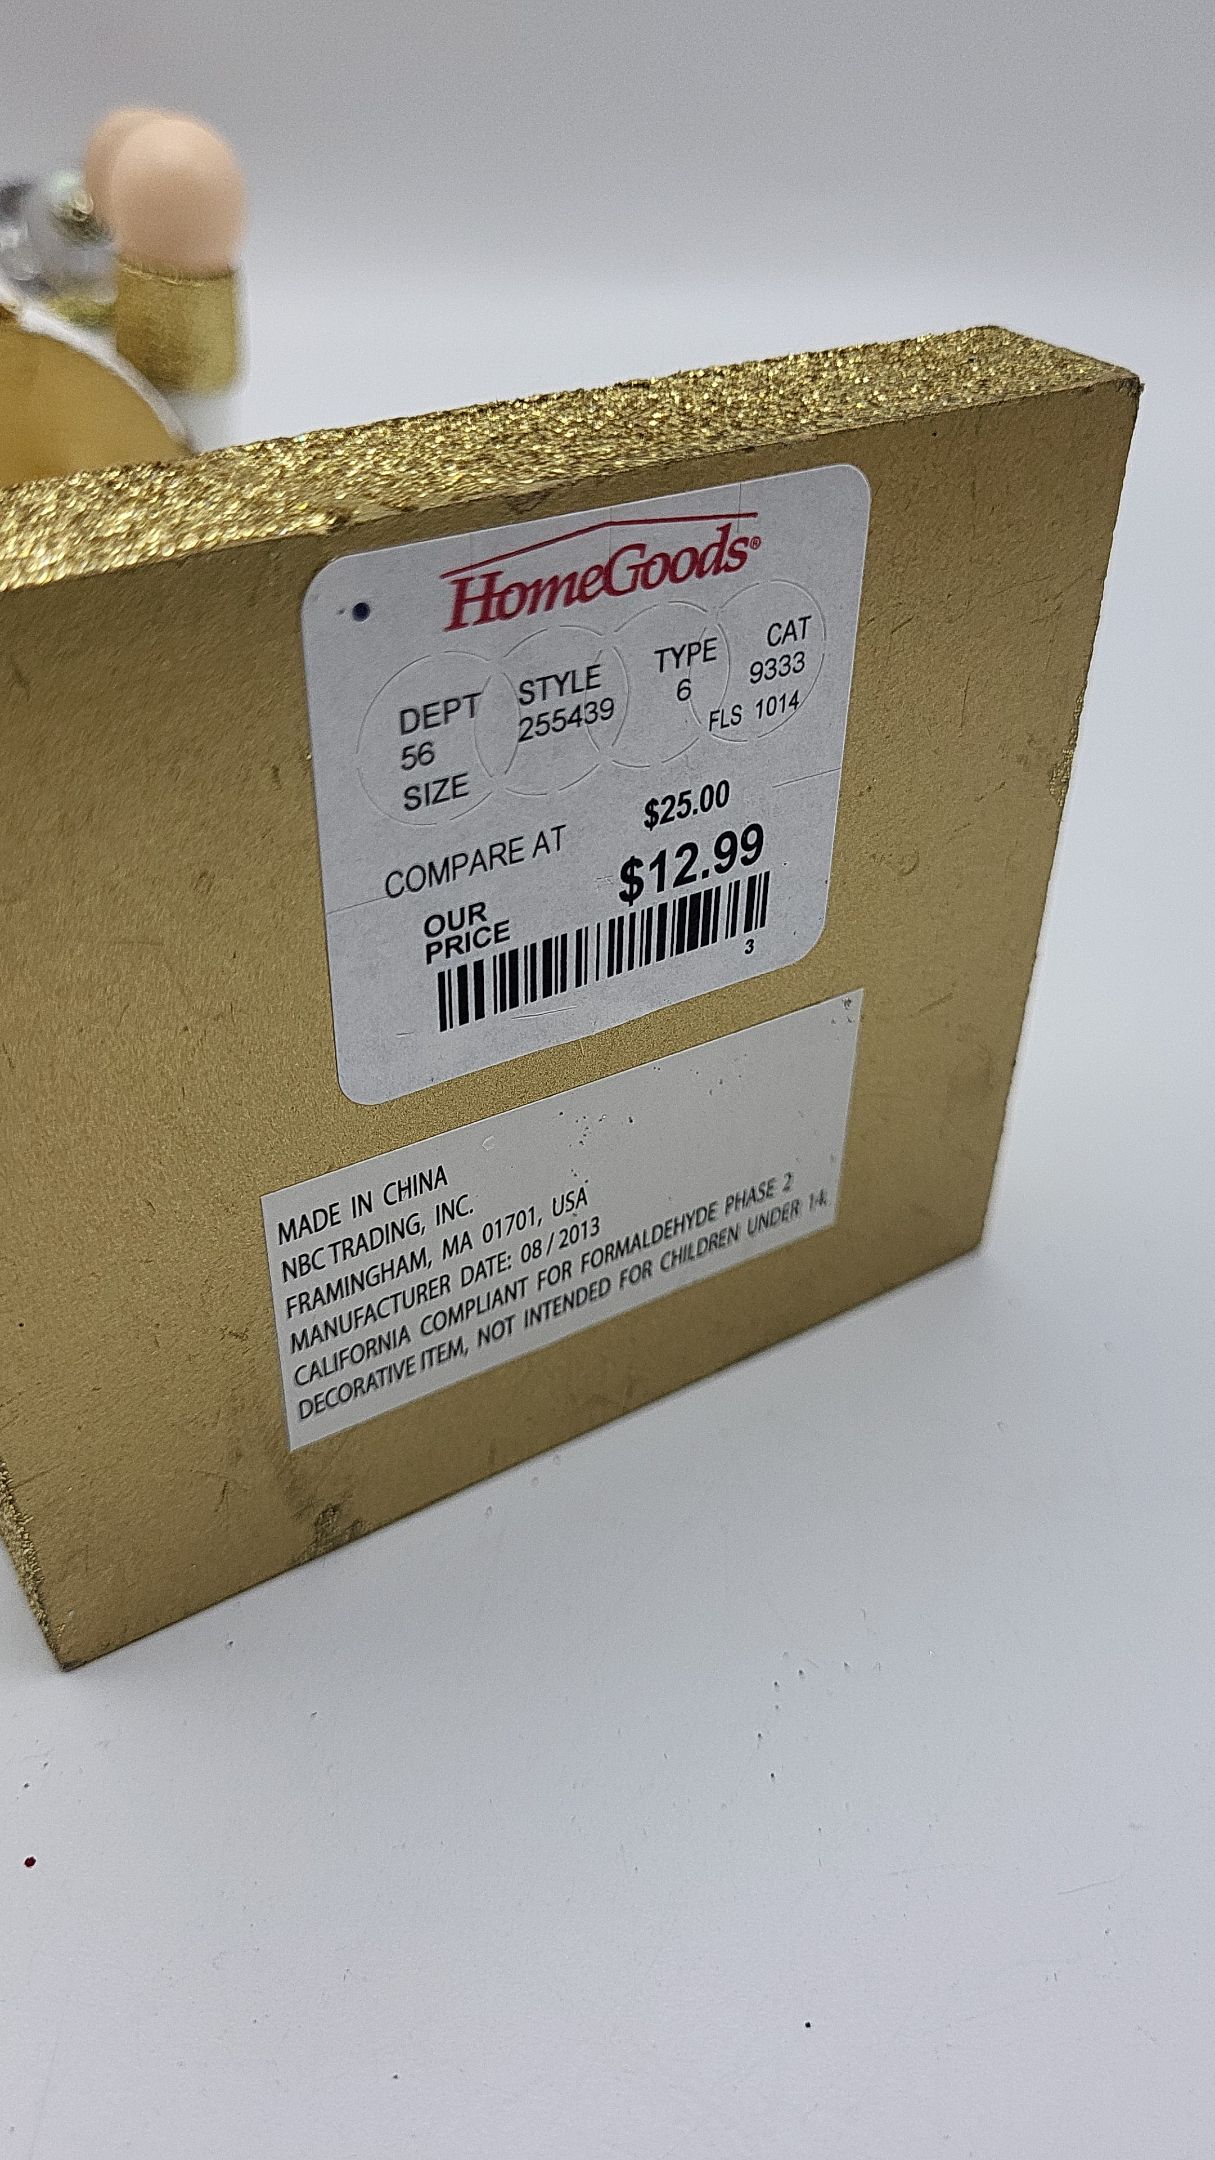 HomeGoods®
DEPT STYLE TYPE CAT
56 255439 6 9333
SIZE FLS 1014
COMPARE AT $25.00
OUR PRICE $12.99
3
MADE IN CHINA
NBC TRADING, INC.
FRAMINGHAM, MA 01701, USA
MANUFACTURER DATE: 08/2013
CALIFORNIA COMPLIANT FOR FORMALDEHYDE PHASE 2
DECORATIVE ITEM, NOT INTENDED FOR CHILDREN UNDER 14.